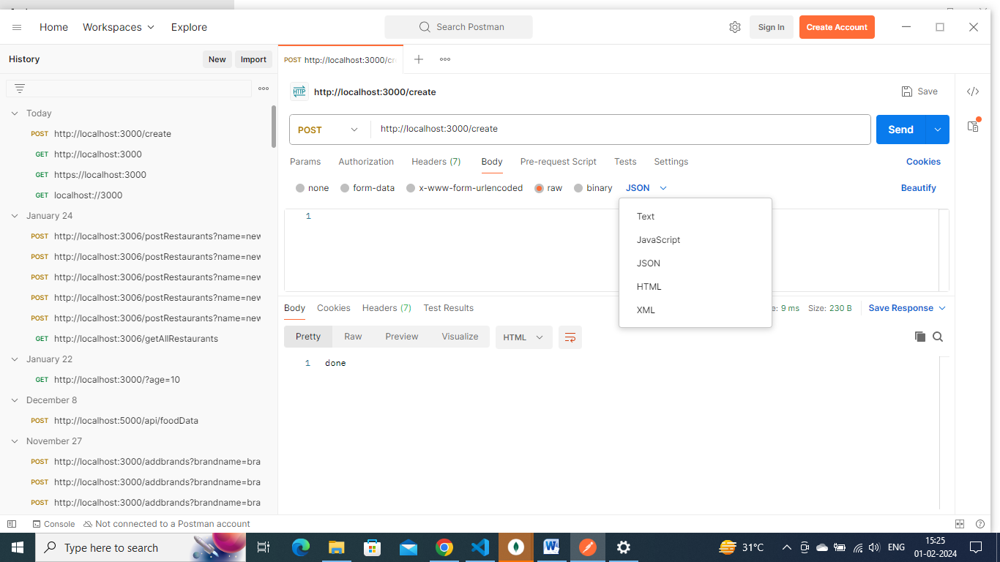 Home Workspaces Explore Search Postman Sign In Create Account
History New Import
POST http://localhost:3000/cr
HTTP http://localhost:3000/create Save </>
Today
POST http://localhost:3000/create
GET http://localhost:3000
GET https://localhost:3000
GET localhost://3000
January 24
POST http://localhost:3006/postRestaurants?name=new
POST http://localhost:3006/postRestaurants?name=new
POST http://localhost:3006/postRestaurants?name=new
POST http://localhost:3006/postRestaurants?name=new
POST http://localhost:3006/postRestaurants?name=new
GET http://localhost:3006/getAllRestaurants
January 22
GET http://localhost:3000/?age=10
December 8
POST http://localhost:5000/api/foodData
November 27
POST http://localhost:3000/addbrands?brandname=bra
POST http://localhost:3000/addbrands?brandname=bra
POST http://localhost:3000/addbrands?brandname=bra
POST http://localhost:3000/create Send
Params Authorization Headers (7) Body Pre-request Script Tests Settings Cookies
none form-data x-www-form-urlencoded raw binary JSON Beautify
1
Text
JavaScript
JSON
HTML
XML
Body Cookies Headers (7) Test Results e: 9 ms Size: 230 B Save Response
Pretty Raw Preview Visualize HTML
1 done
Console Not connected to a Postman account
Type here to search 31°C ENG 15:25
01-02-2024